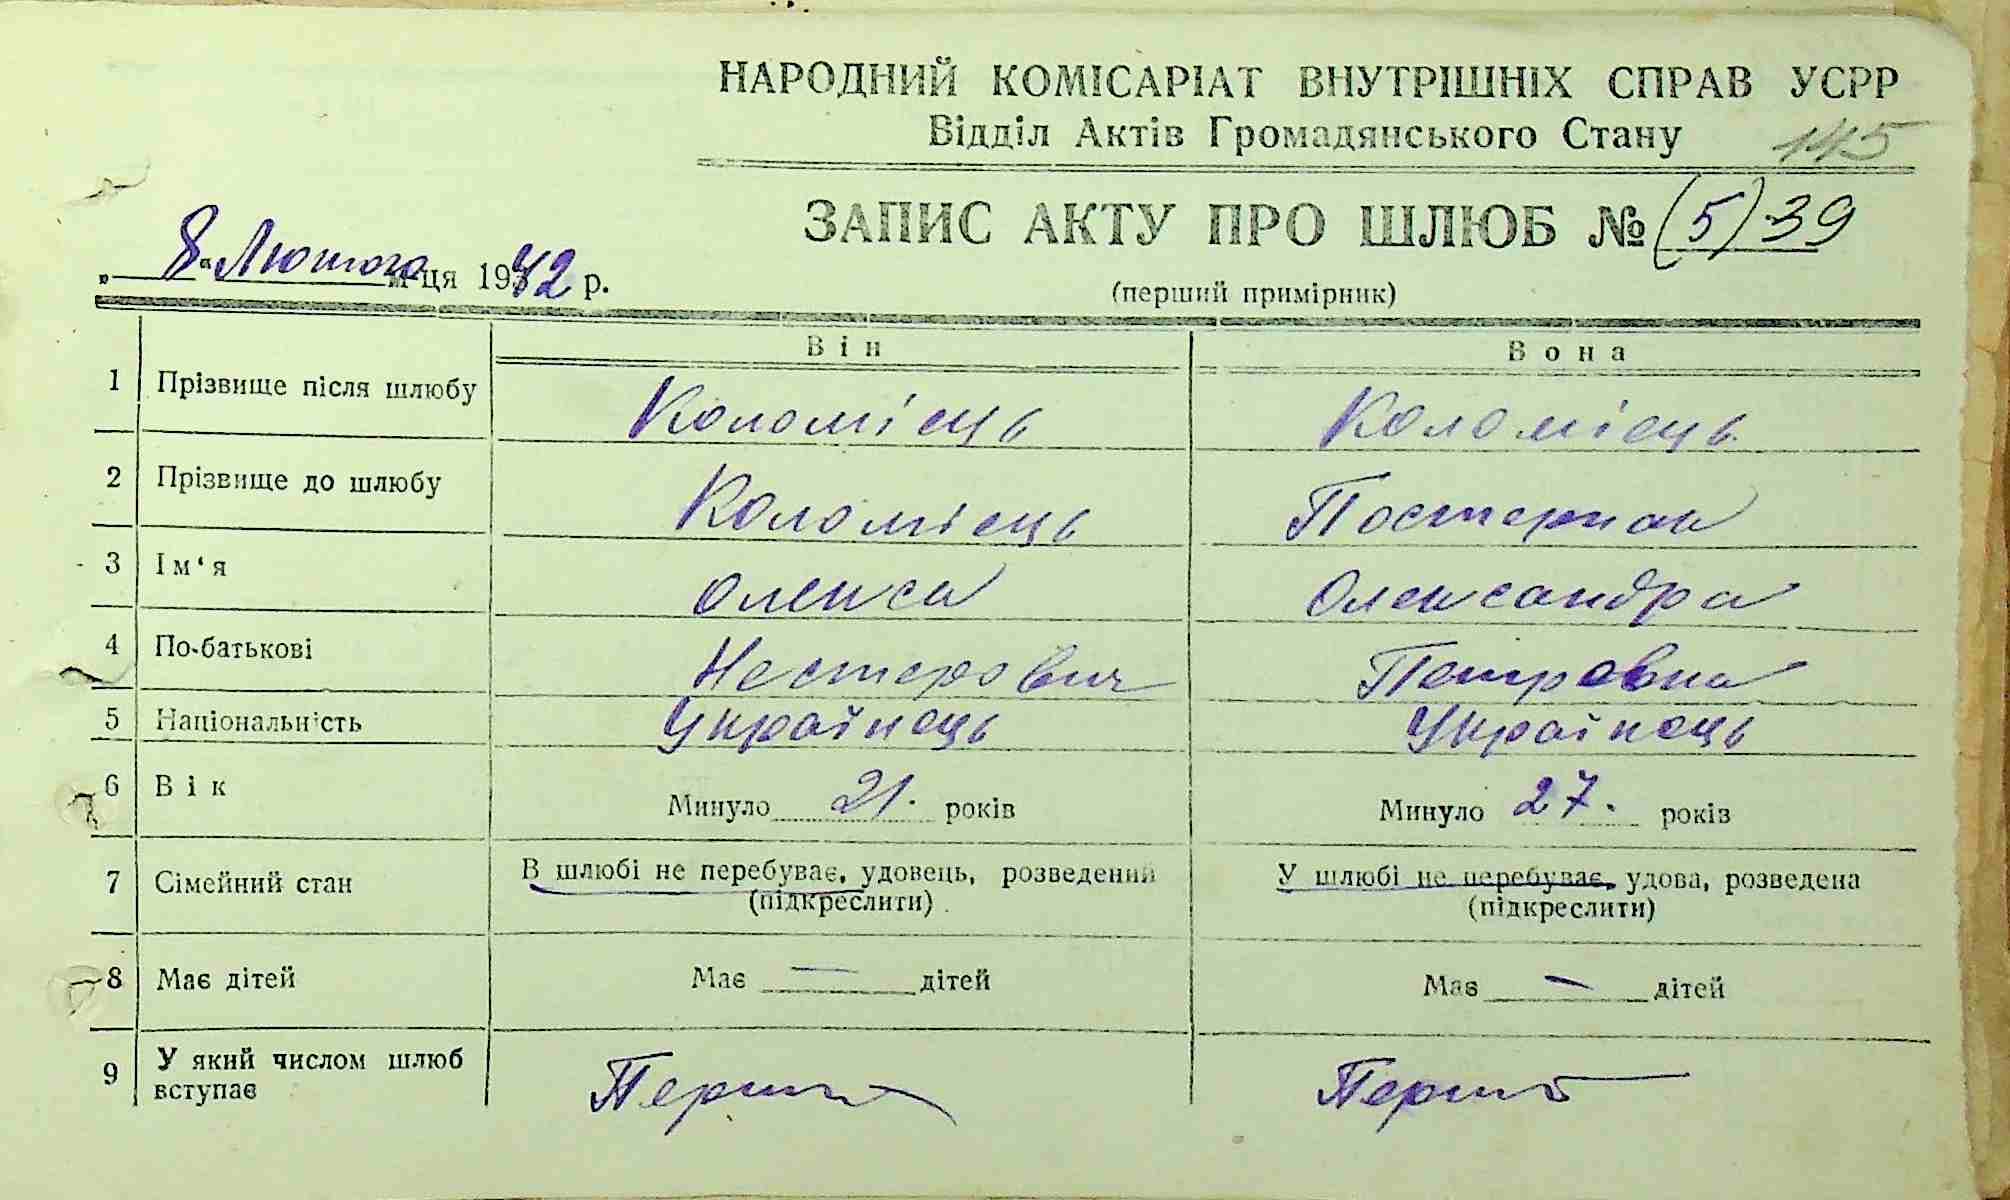 НАРОДНИЙ КОМІСАРІАТ ВНУТРІШНІХ СПРАВ УСРР
Відділ Актів Громадянського Стану 145
ЗАПИС АКТУ ПРО ШЛЮБ № (5) 39
„ 8 “ Лютого м-ця 1942 р.
(перший примірник)
Він Вона
1 Прізвище після шлюбу Коломієць Коломієць
2 Прізвище до шлюбу Коломієць Постернак
3 Ім‘я Олекса Олександра
4 По-батькові Нестерович Петровна
5 Національність Українець Українець
6 Вік Минуло 21. років Минуло 27. років
7 Сімейний стан В шлюбі не перебуває, удовець, розведений У шлюбі не перебуває, удова, розведена
(підкреслити) (підкреслити)
8 Має дітей Має — дітей Має — дітей
9 У який числом шлюб
вступає